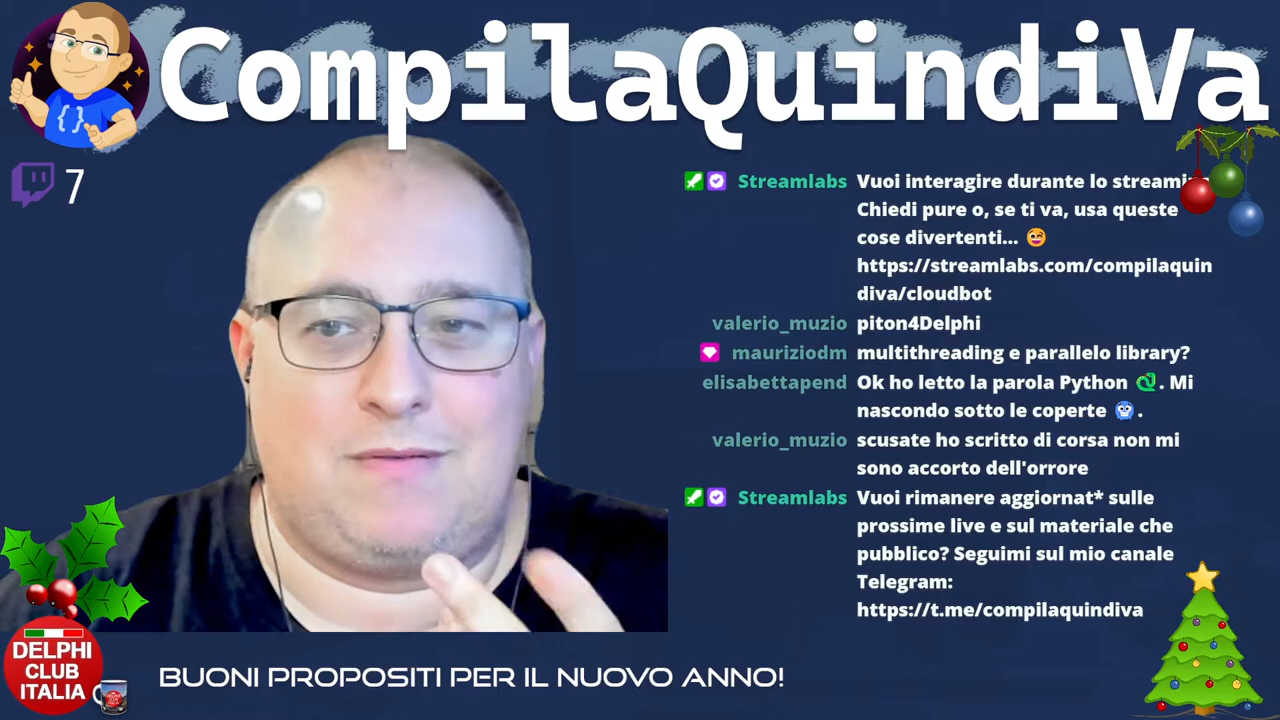 CompilaQuindiVa
7
Streamlabs Vuoi interagire durante lo streaming
Chiedi pure o, se ti va, usa queste
cose divertenti...
https://streamlabs.com/compilaquin
diva/cloudbot
valerio_muzio piton4Delphi
mauriziodm multithreading e parallelo library?
elisabettapend Ok ho letto la parola Python . Mi
nascondo sotto le coperte .
valerio_muzio scusate ho scritto di corsa non mi
sono accorto dell'orrore
Streamlabs Vuoi rimanere aggiornat* sulle
prossime live e sul materiale che
pubblico? Seguimi sul mio canale
Telegram:
https://t.me/compilaquindiva
DELPHI
CLUB
ITALIA
BUONI PROPOSITI PER IL NUOVO ANNO!